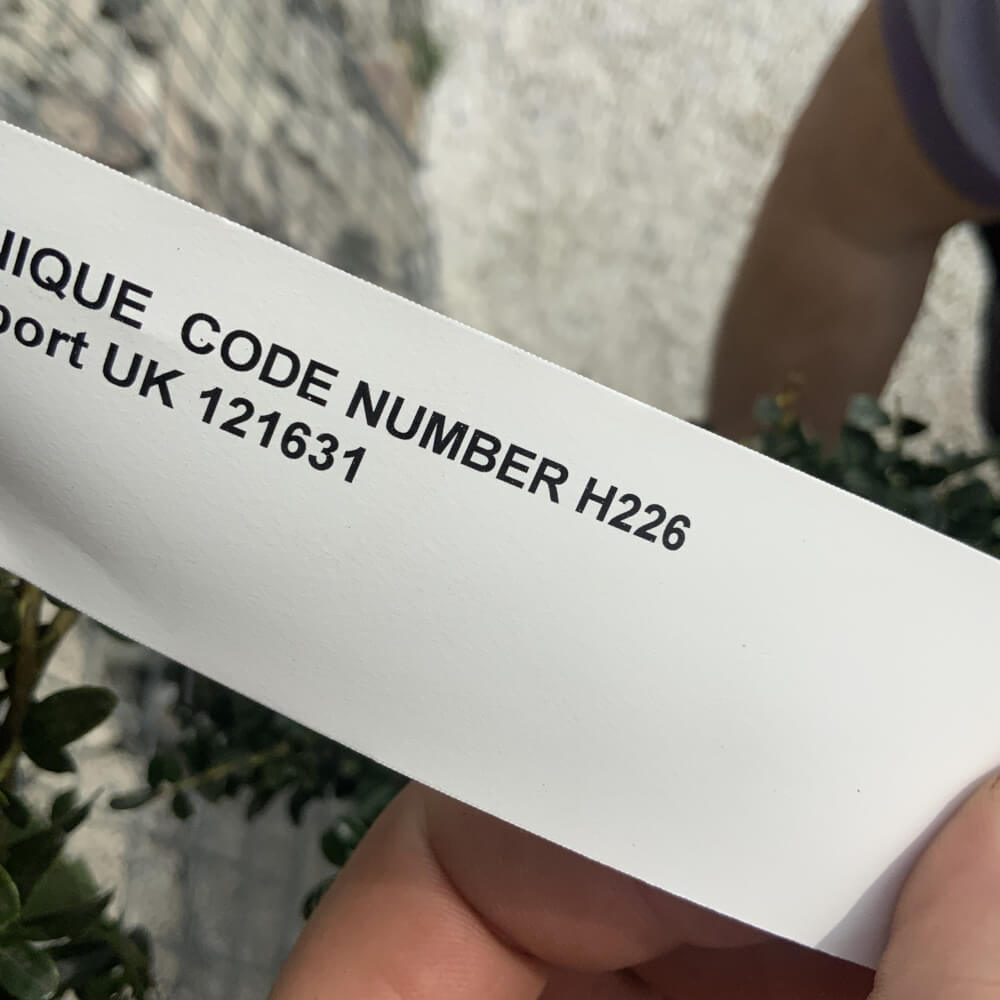 NIQUE CODE NUMBER H226
port UK 121631